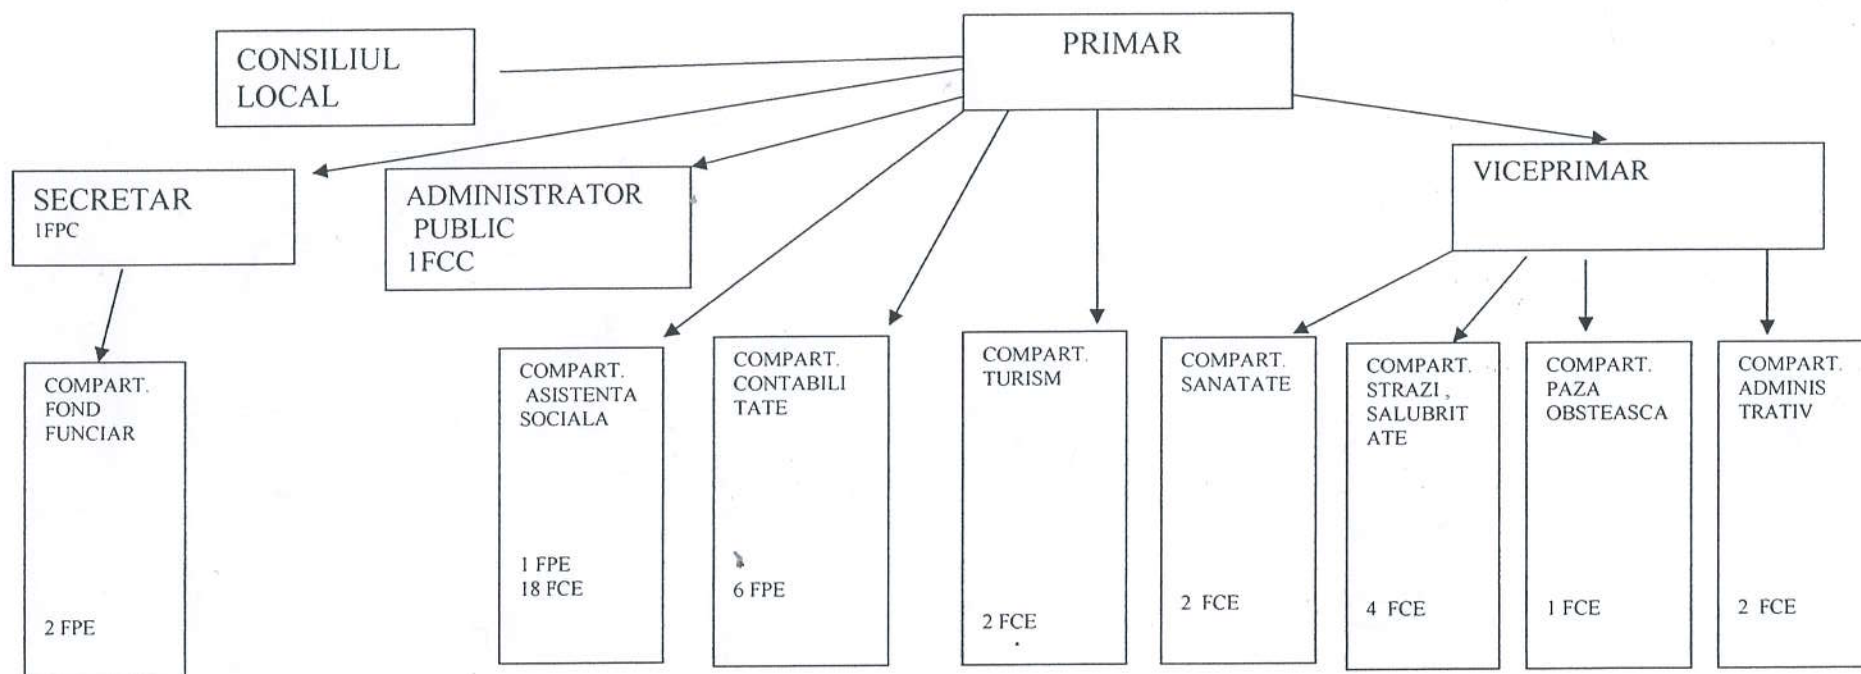 CONSILIUL
LOCAL
PRIMAR
SECRETAR
1FPC
ADMINISTRATOR
PUBLIC
1FCC
VICEPRIMAR
COMPART.
FOND
FUNCIAR
2 FPE
COMPART.
ASISTENTA
SOCIALA
1 FPE
18 FCE
COMPART.
CONTABILI
TATE
6 FPE
COMPART.
TURISM
2 FCE
COMPART.
SANATATE
2 FCE
COMPART.
STRAZI ,
SALUBRIT
ATE
4 FCE
COMPART.
PAZA
OBSTEASCA
1 FCE
COMPART.
ADMINIS
TRATIV
2 FCE